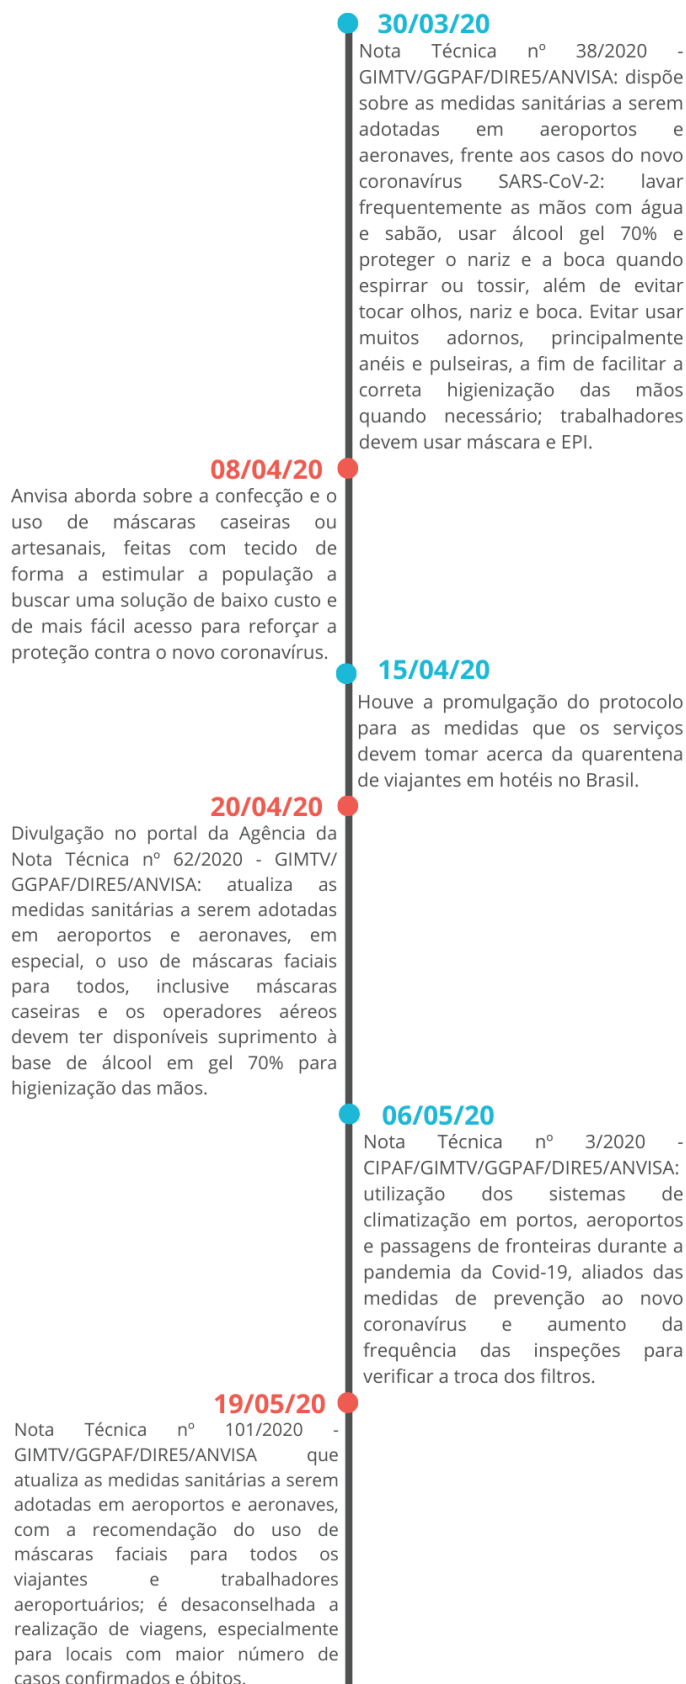 30/03/20
Nota Técnica nº 38/2020 -
GIMTV/GGPAF/DIRE5/ANVISA: dispõe
sobre as medidas sanitárias a serem
adotadas em aeroportos e
aeronaves, frente aos casos do novo
coronavírus SARS-CoV-2: lavar
frequentemente as mãos com água
e sabão, usar álcool gel 70% e
proteger o nariz e a boca quando
espirrar ou tossir, além de evitar
tocar olhos, nariz e boca. Evitar usar
muitos adornos, principalmente
anéis e pulseiras, a fim de facilitar a
correta higienização das mãos
quando necessário; trabalhadores
devem usar máscara e EPI.
08/04/20
Anvisa aborda sobre a confecção e o
uso de máscaras caseiras ou
artesanais, feitas com tecido de
forma a estimular a população a
buscar uma solução de baixo custo e
de mais fácil acesso para reforçar a
proteção contra o novo coronavírus.
15/04/20
Houve a promulgação do protocolo
para as medidas que os serviços
devem tomar acerca da quarentena
de viajantes em hotéis no Brasil.
20/04/20
Divulgação no portal da Agência da
Nota Técnica nº 62/2020 - GIMTV/
GGPAF/DIRE5/ANVISA: atualiza as
medidas sanitárias a serem adotadas
em aeroportos e aeronaves, em
especial, o uso de máscaras faciais
para todos, inclusive máscaras
caseiras e os operadores aéreos
devem ter disponíveis suprimento à
base de álcool em gel 70% para
higienização das mãos.
06/05/20
Nota Técnica nº 3/2020 -
CIPAF/GIMTV/GGPAF/DIRE5/ANVISA:
utilização dos sistemas de
climatização em portos, aeroportos
e passagens de fronteiras durante a
pandemia da Covid-19, aliados das
medidas de prevenção ao novo
coronavírus e aumento da
frequência das inspeções para
verificar a troca dos filtros.
19/05/20
Nota Técnica nº 101/2020 -
GIMTV/GGPAF/DIRE5/ANVISA que
atualiza as medidas sanitárias a serem
adotadas em aeroportos e aeronaves,
com a recomendação do uso de
máscaras faciais para todos os
viajantes e trabalhadores
aeroportuários; é desaconselhada a
realização de viagens, especialmente
para locais com maior número de
casos confirmados e óbitos.